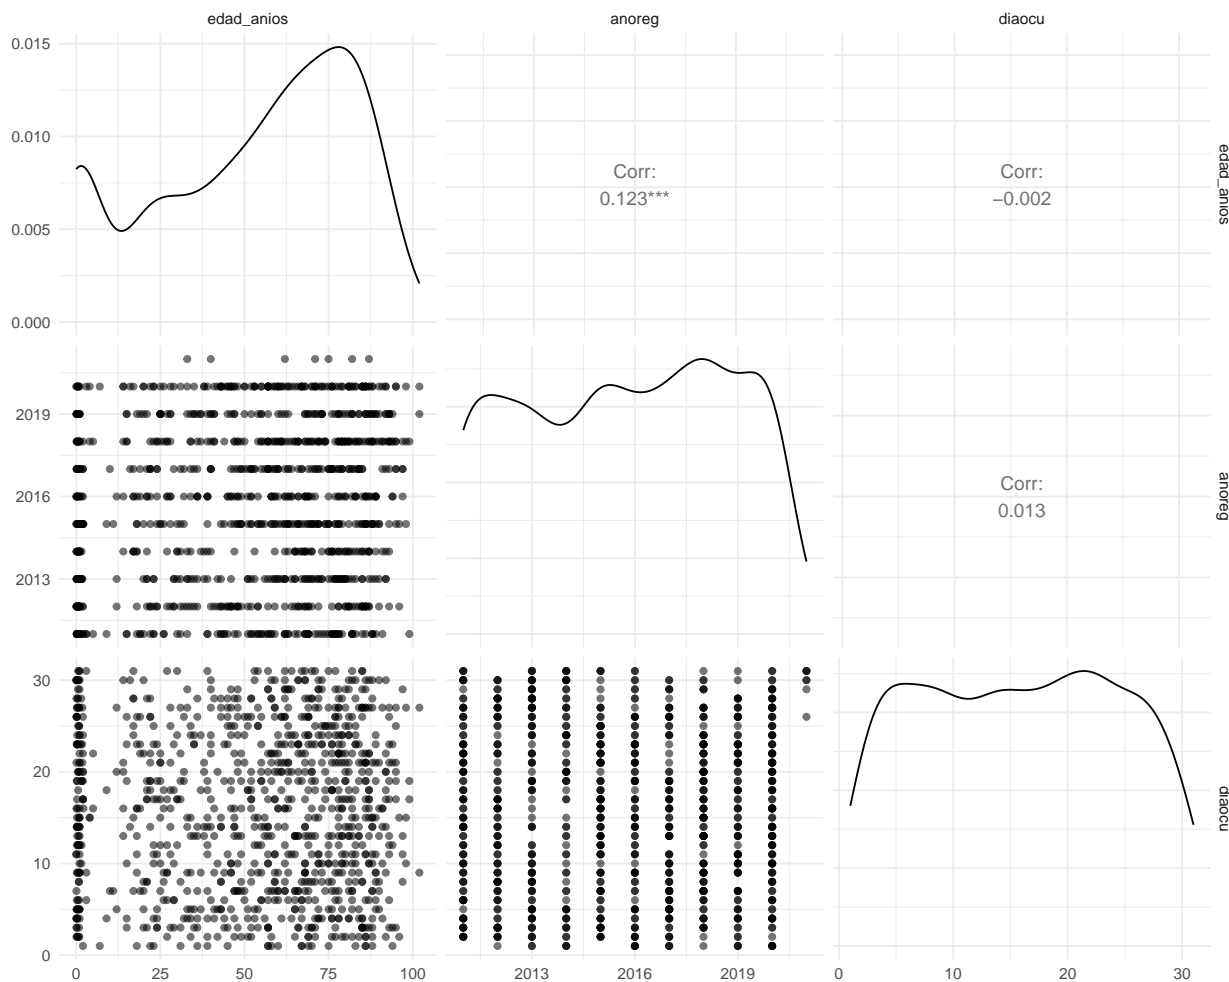 edad_anios anoreg diaocu
0.015
0.010
0.005
0.000
Corr:
0.123***
Corr:
−0.002
edad_anios
2019
2016
2013
Corr:
0.013
anoreg
30
20
10
0
diaocu
0 25 50 75 100 2013 2016 2019 0 10 20 30